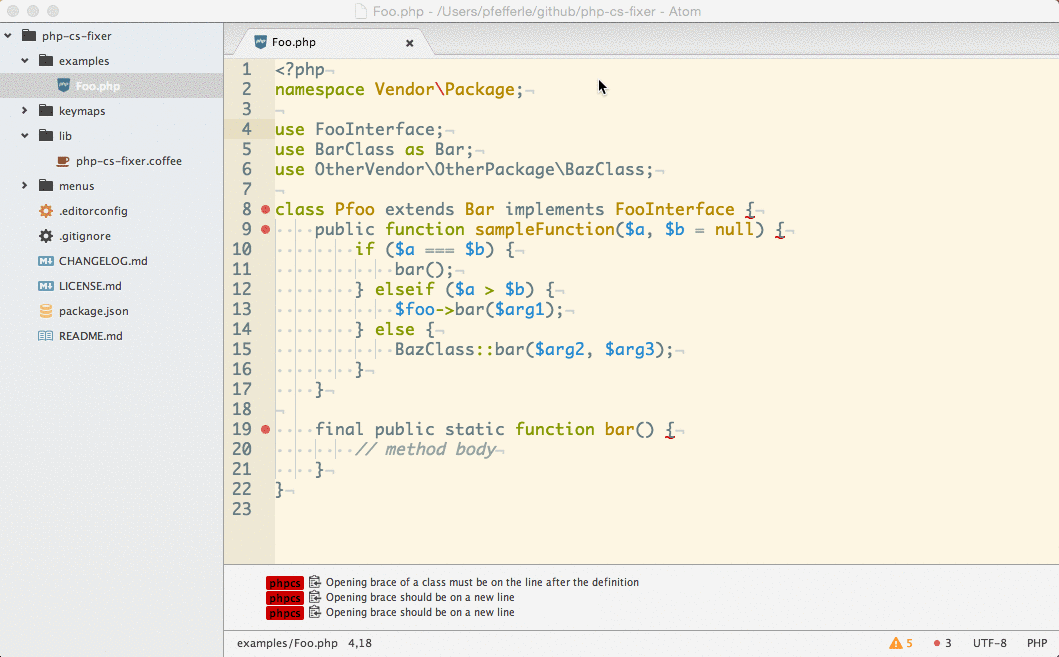 Foo.php - /Users/pfefferle/github/php-cs-fixer - Atom
php-cs-fixer
examples
Foo.php
keymaps
lib
php-cs-fixer.coffee
menus
.editorconfig
.gitignore
CHANGELOG.md
LICENSE.md
package.json
README.md
Foo.php
1 <?php
2 namespace Vendor\Package;
3
4 use FooInterface;
5 use BarClass as Bar;
6 use OtherVendor\OtherPackage\BazClass;
7
8 class Pfoo extends Bar implements FooInterface {
9 public function sampleFunction($a, $b = null) {
10 if ($a === $b) {
11 bar();
12 } elseif ($a > $b) {
13 $foo->bar($arg1);
14 } else {
15 BazClass::bar($arg2, $arg3);
16 }
17 }
18
19 final public static function bar() {
20 // method body
21 }
22 }
23
phpcs Opening brace of a class must be on the line after the definition
phpcs Opening brace should be on a new line
phpcs Opening brace should be on a new line
examples/Foo.php 4,18 5 3 UTF-8 PHP